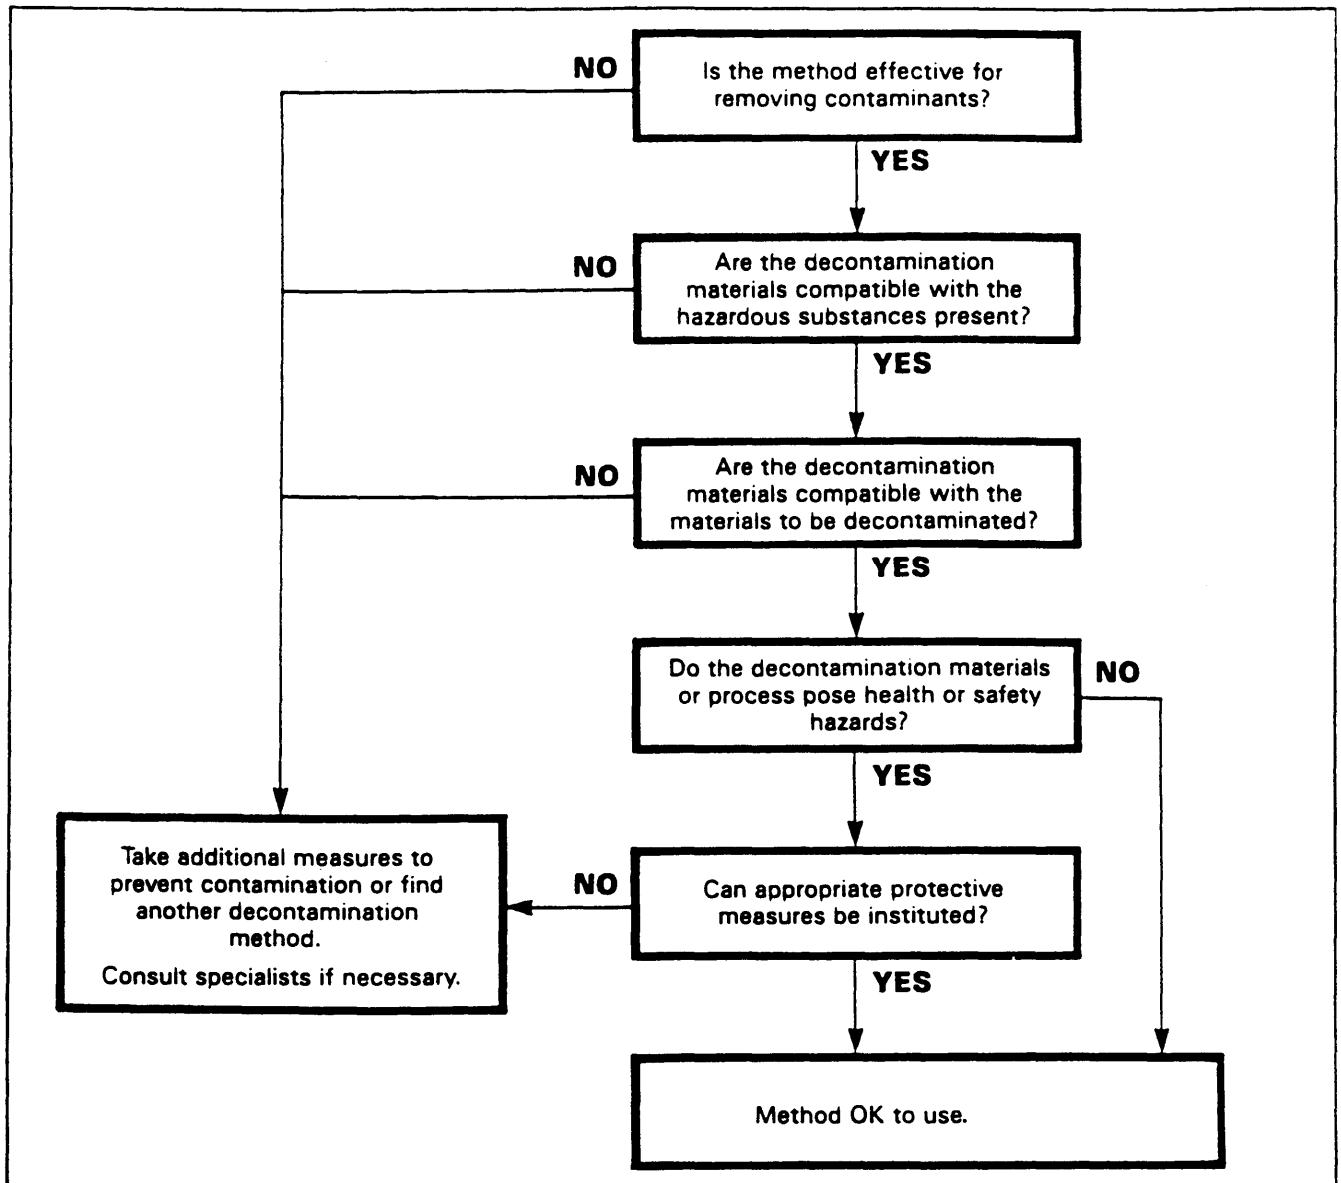 NO
Is the method effective for
removing contaminants?
YES
NO
Are the decontamination
materials compatible with the
hazardous substances present?
YES
NO
Are the decontamination
materials compatible with the
materials to be decontaminated?
YES
Do the decontamination materials
or process pose health or safety
hazards?
NO
YES
Take additional measures to
prevent contamination or find
another decontamination
method.
Consult specialists if necessary.
NO
Can appropriate protective
measures be instituted?
YES
Method OK to use.